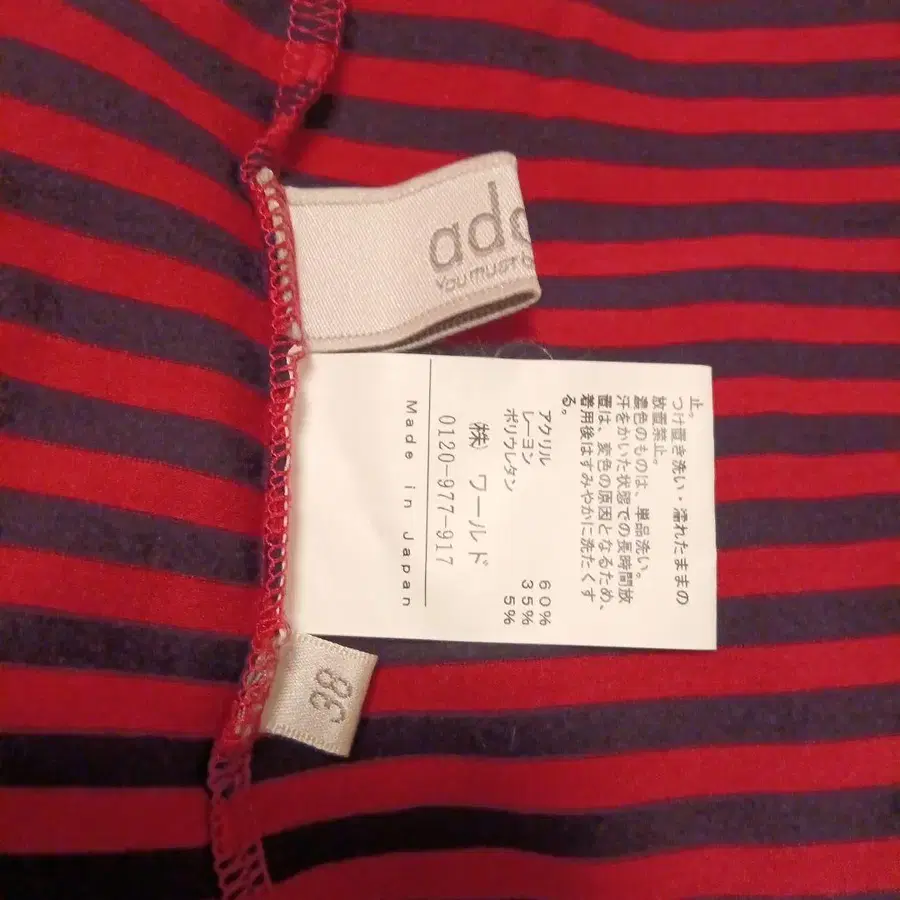 ado
YOU MUST B
止。
つけ置き洗い・濡れたままの
放置禁止。
濃色のものは、単品洗い。
汗をかいた状態での長時間放
置は、変色の原因となるため、
着用後はすみやかに洗たくす
る。
アクリル 60%
レーヨン 35%
ポリウレタン 5%
㈱ ワールド
0120-977-917
Made in Japan
38